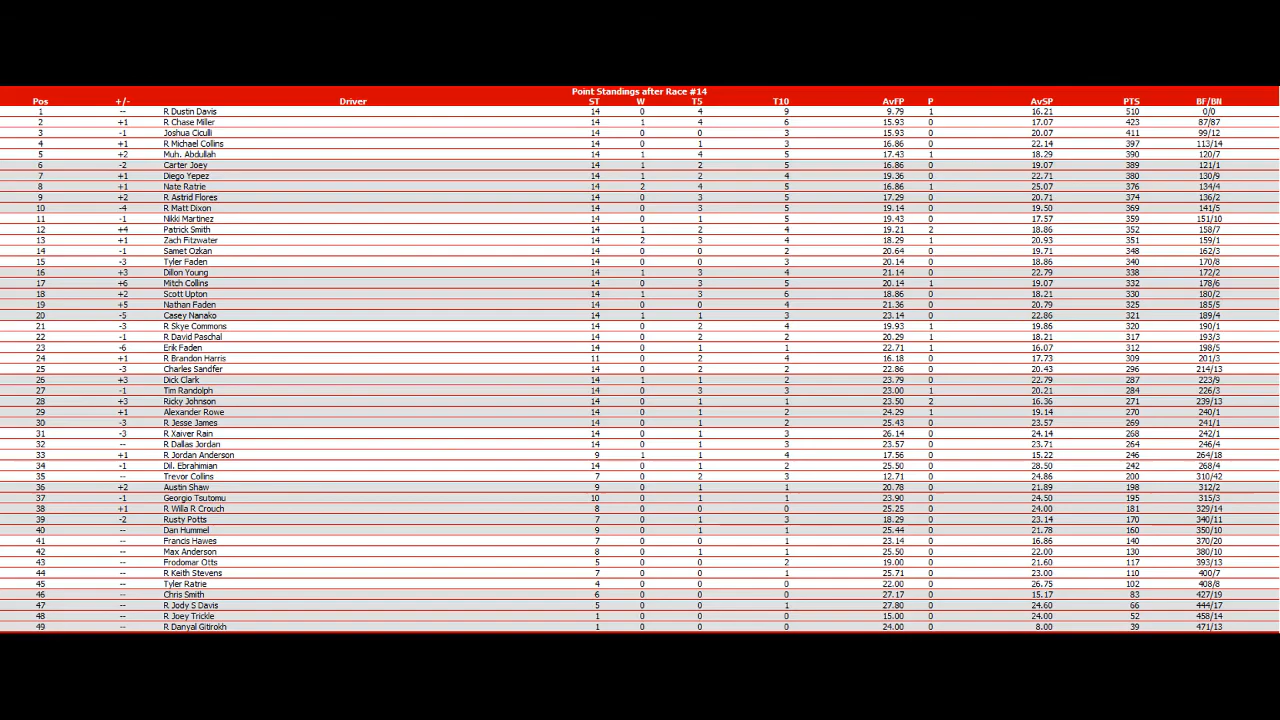 Point Standings after Race #14
Pos +/- Driver ST W T5 T10 AvFP P AvSP PTS BF/BN
1 -- R Dustin Davis 14 0 4 9 9.79 1 16.21 510 0/0
2 +1 R Chase Miller 14 1 4 6 15.93 0 17.07 423 87/87
3 -1 Joshua Ciculli 14 0 0 3 15.93 0 20.07 411 99/12
4 +1 R Michael Collins 14 0 1 3 16.86 0 22.14 397 113/14
5 +2 Muh. Abdullah 14 1 4 5 17.43 1 18.29 390 120/7
6 -2 Carter Joey 14 1 2 5 16.86 0 19.07 389 121/1
7 +1 Diego Yepez 14 1 2 4 19.36 0 22.71 380 130/9
8 +1 Nate Ratrie 14 2 4 5 16.86 1 25.07 376 134/4
9 +2 R Astrid Flores 14 0 3 5 17.29 0 20.71 374 136/2
10 -4 R Matt Dixon 14 0 3 5 19.14 0 19.50 369 141/5
11 -1 Nikki Martinez 14 0 1 5 19.43 0 17.57 359 151/10
12 +4 Patrick Smith 14 1 2 4 19.21 2 18.86 352 158/7
13 +1 Zach Fitzwater 14 2 3 4 18.29 1 20.93 351 159/1
14 -1 Samet Ozkan 14 0 0 2 20.64 0 19.71 348 162/3
15 -3 Tyler Faden 14 0 0 3 20.14 0 18.86 340 170/8
16 +3 Dillon Young 14 1 3 4 21.14 0 22.79 338 172/2
17 +6 Mitch Collins 14 0 3 5 20.14 1 19.07 332 178/6
18 +2 Scott Upton 14 1 3 6 18.86 0 18.21 330 180/2
19 +5 Nathan Faden 14 0 0 4 21.36 0 20.79 325 185/5
20 -5 Casey Nanako 14 1 1 3 23.14 0 22.86 321 189/4
21 -3 R Skye Commons 14 0 2 4 19.93 1 19.86 320 190/1
22 -1 R David Paschal 14 0 2 2 20.29 1 18.21 317 193/3
23 -6 Erik Faden 14 0 1 1 22.71 1 16.07 312 198/5
24 +1 R Brandon Harris 11 0 2 4 16.18 0 17.73 309 201/3
25 -3 Charles Sandfer 14 0 2 2 22.86 0 20.43 296 214/13
26 +3 Dick Clark 14 1 1 2 23.79 0 22.79 287 223/9
27 -1 Tim Randolph 14 0 3 3 23.00 1 20.21 284 226/3
28 +3 Ricky Johnson 14 0 1 1 23.50 2 16.36 271 239/13
29 +1 Alexander Rowe 14 0 1 2 24.29 1 19.14 270 240/1
30 -3 R Jesse James 14 0 1 2 25.43 0 23.57 269 241/1
31 -3 R Xaiver Rain 14 0 1 3 26.14 0 24.14 268 242/1
32 -- R Dallas Jordan 14 0 1 3 23.57 0 23.71 264 246/4
33 +1 R Jordan Anderson 9 1 1 4 17.56 0 15.22 246 264/18
34 -1 Dil. Ebrahimian 14 0 1 2 25.50 0 28.50 242 268/4
35 -- Trevor Collins 7 0 2 3 12.71 0 24.86 200 310/42
36 +2 Austin Shaw 9 0 1 1 20.78 0 21.89 198 312/2
37 -1 Georgio Tsutomu 10 0 1 1 23.90 0 24.50 195 315/3
38 +1 R Willa R Crouch 8 0 0 0 25.25 0 24.00 181 329/14
39 -2 Rusty Potts 7 0 1 3 18.29 0 23.14 170 340/11
40 -- Dan Hummel 9 0 1 1 25.44 0 21.78 160 350/10
41 -- Francis Hawes 7 0 0 1 23.14 0 16.86 140 370/20
42 -- Max Anderson 8 0 1 1 25.50 0 22.00 130 380/10
43 -- Frodomar Otts 5 0 0 2 19.00 0 21.60 117 393/13
44 -- R Keith Stevens 7 0 0 1 25.71 0 23.00 110 400/7
45 -- Tyler Ratrie 4 0 0 0 22.00 0 26.75 102 408/8
46 -- Chris Smith 6 0 0 0 27.17 0 15.17 83 427/19
47 -- R Jody S Davis 5 0 0 1 27.80 0 24.60 66 444/17
48 -- R Joey Trickle 1 0 0 0 15.00 0 24.00 52 458/14
49 -- R Danyal Gitirokh 1 0 0 0 24.00 0 8.00 39 471/13